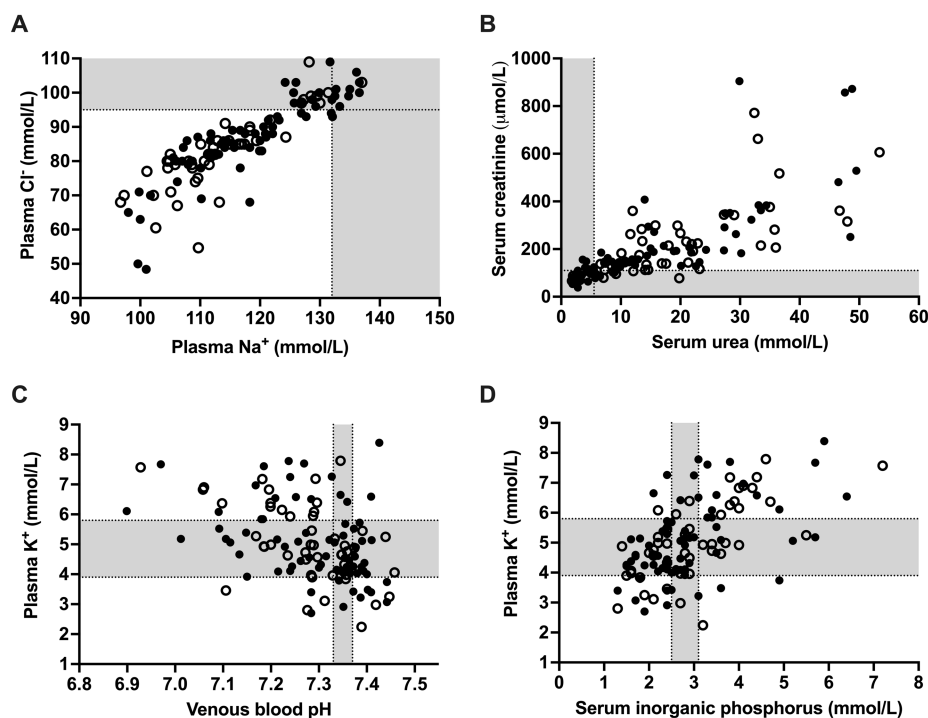 A
B
Plasma Cl⁻ (mmol/L)
110
100
90
80
70
60
50
40
90 100 110 120 130 140 150
Plasma Na⁺ (mmol/L)
Serum creatinine (μmol/L)
1000
800
600
400
200
0
0 10 20 30 40 50 60
Serum urea (mmol/L)
C
D
Plasma K⁺ (mmol/L)
9
8
7
6
5
4
3
2
1
6.8 6.9 7.0 7.1 7.2 7.3 7.4 7.5
Venous blood pH
Plasma K⁺ (mmol/L)
9
8
7
6
5
4
3
2
1
0 1 2 3 4 5 6 7 8
Serum inorganic phosphorus (mmol/L)